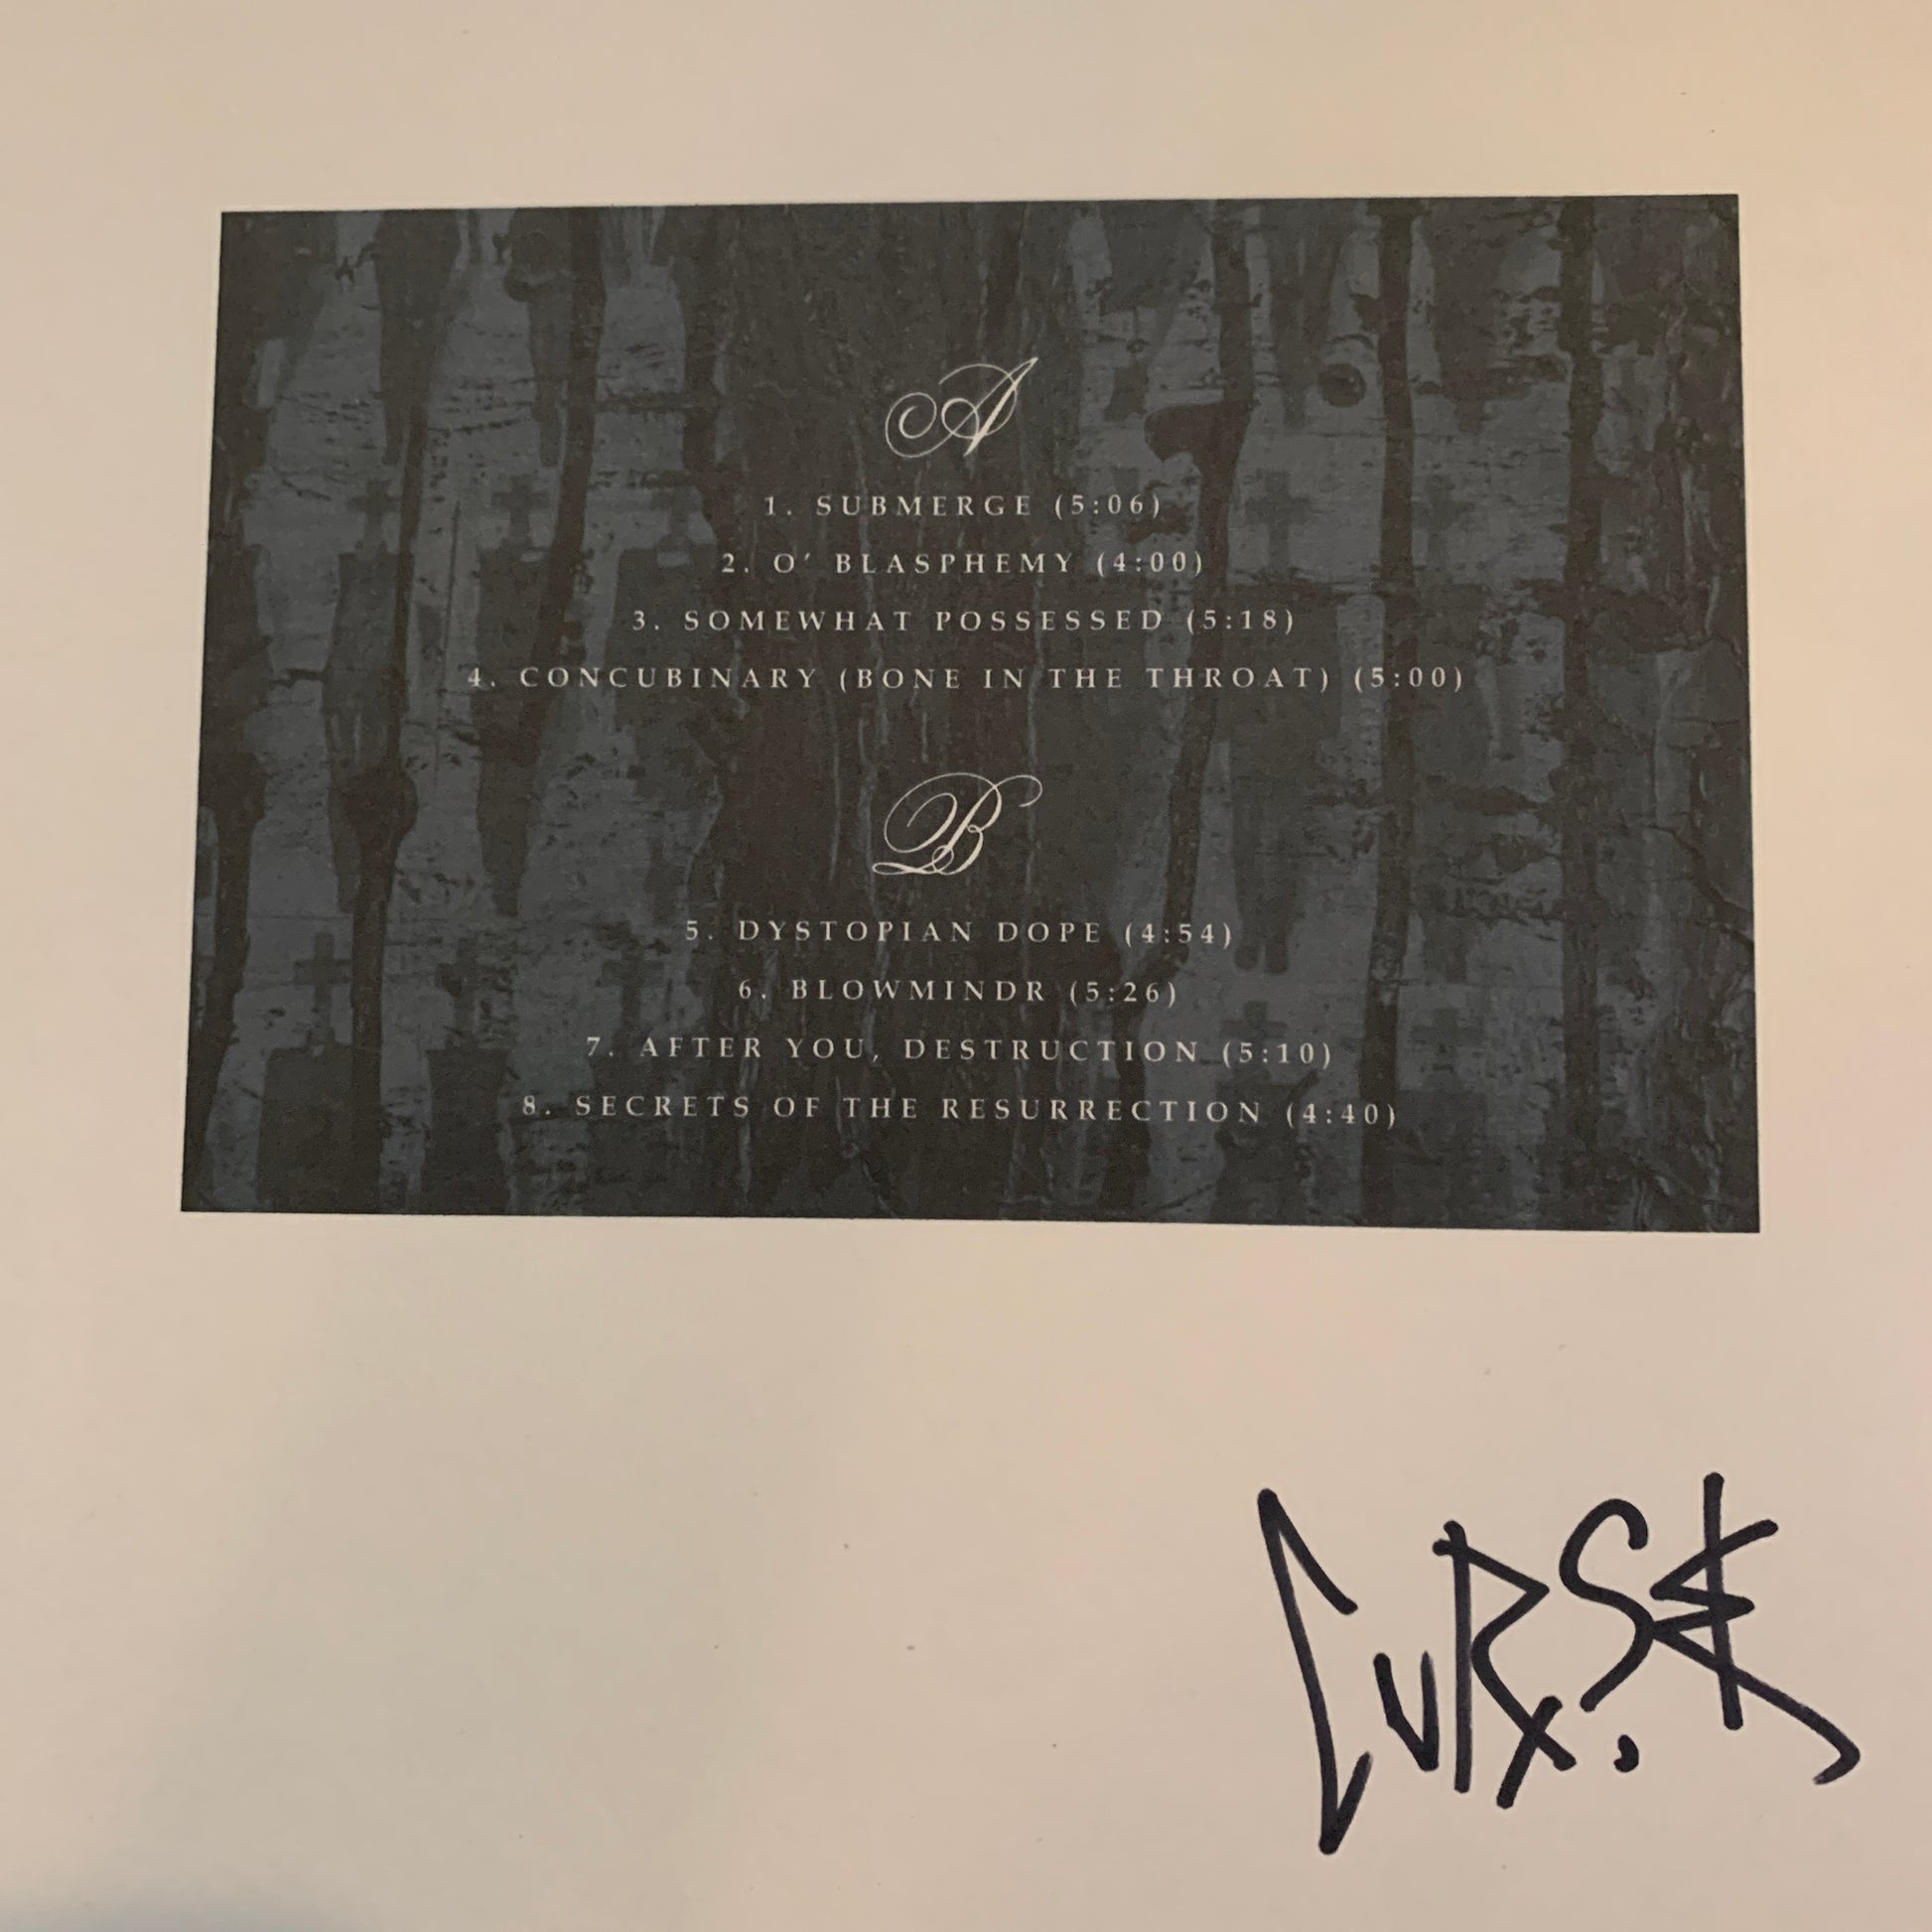 A
1. SUBMERGE (5:06)
2. O' BLASPHEMY (4:00)
3. SOMEWHAT POSSESSED (5:18)
4. CONCUBINARY (BONE IN THE THROAT) (5:00)
B
5. DYSTOPIAN DOPE (4:54)
6. BLOWMINDR (5:26)
7. AFTER YOU, DESTRUCTION (5:10)
8. SECRETS OF THE RESURRECTION (4:40)
CURSE